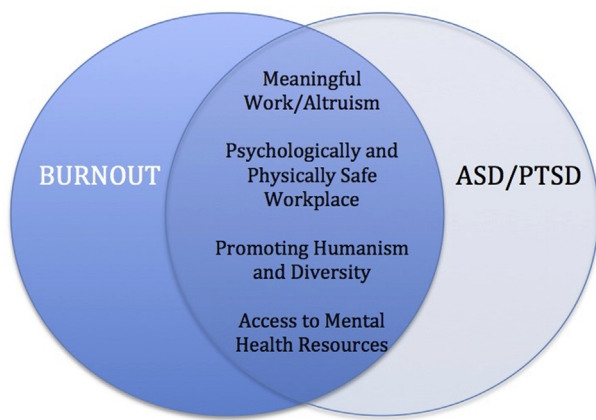 BURNOUT
Meaningful
Work/Altruism
Psychologically and
Physically Safe
Workplace
Promoting Humanism
and Diversity
Access to Mental
Health Resources
ASD/PTSD